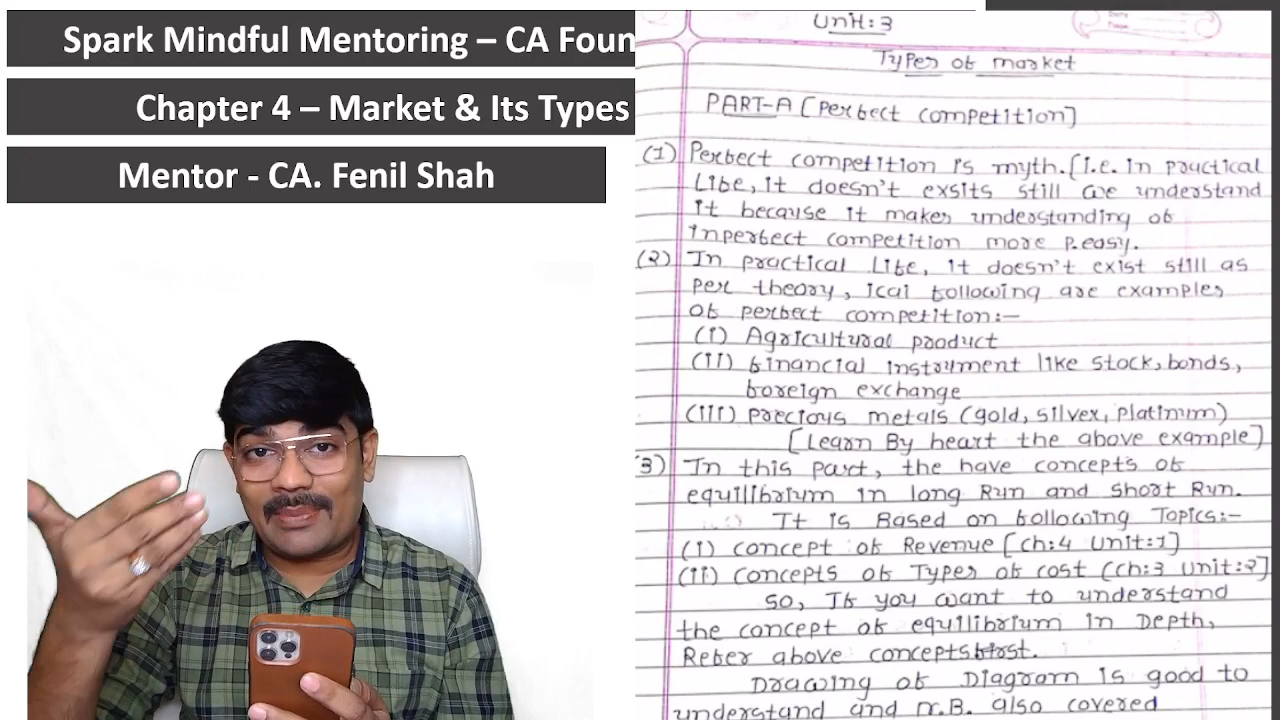 Spark Mindful Mentoring – CA Foun
Chapter 4 – Market & Its Types
Mentor - CA. Fenil Shah
Unit:3
Types of market
PART-A [Perfect competition]
(1) Perfect competition is myth.[i.e. in practical
Life, it doesn't exsits still we understand
it because it makes understanding of
inperfect competition more p.easy.
(2) In practical Life, it doesn't exist still as
per theory, ical following are examples
of perfect competition:-
(i) Agricultural product
(ii) financial instrument like stock, bonds,
foreign exchange
(iii) precious metals (gold, silver, platinum)
[Learn By heart the above example]
3) In this part, the have concepts of
equilibrium in long Run and short Run.
It is Based on following Topics:-
(i) concept of Revenue [ch:4 Unit:1]
(ii) concepts of Types of cost (ch:3 Unit:2]
so, If you want to understand
the concept of equilibrium in Depth,
Refer above concepts first.
Drawing of Diagram is good to
understand and N.B. also covered